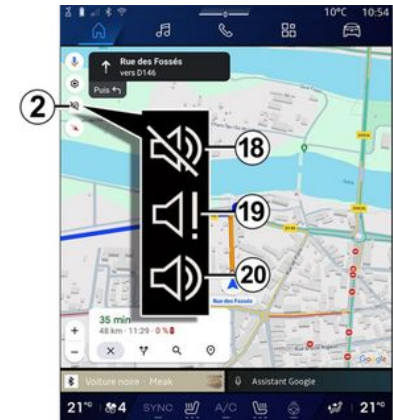 10°C 10:54
Rue des Fossés
vers D146
Puis
2
18
19
20
35 min
48 km · 11:29 · 0 %
Rue des Fossés
+
−
Google
Voiture noire · Meak
Assistant Google
21°C 4 SYNC A/C 21°C